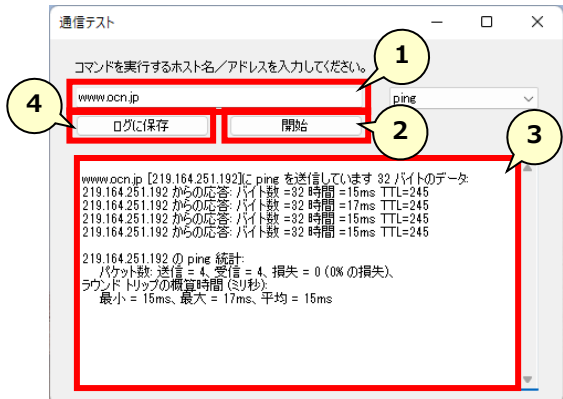 通信テスト
コマンドを実行するホスト名／アドレスを入力してください。
1
www.ocn.jp
ping
4
ログに保存
開始
2
3
www.ocn.jp [219.164.251.192]に ping を送信しています 32 バイトのデータ:
219.164.251.192 からの応答: バイト数 =32 時間 =15ms TTL=245
219.164.251.192 からの応答: バイト数 =32 時間 =17ms TTL=245
219.164.251.192 からの応答: バイト数 =32 時間 =15ms TTL=245
219.164.251.192 からの応答: バイト数 =32 時間 =15ms TTL=245
219.164.251.192 の ping 統計:
パケット数: 送信 = 4、受信 = 4、損失 = 0 (0% の損失)、
ラウンド トリップの概算時間 (ミリ秒):
最小 = 15ms、最大 = 17ms、平均 = 15ms